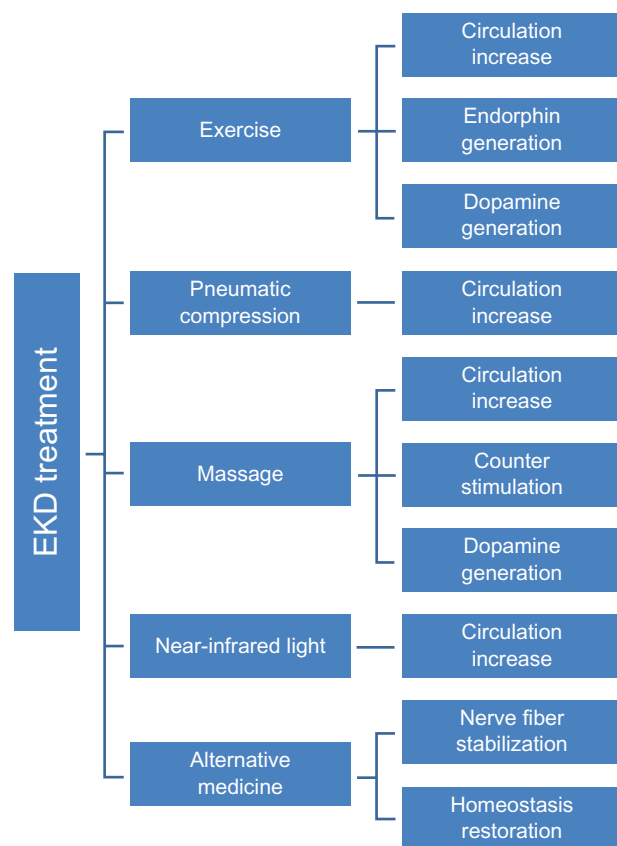 EKD treatment
Exercise
Circulation
increase
Endorphin
generation
Dopamine
generation
Pneumatic
compression
Circulation
increase
Massage
Circulation
increase
Counter
stimulation
Dopamine
generation
Near-infrared light
Circulation
increase
Alternative
medicine
Nerve fiber
stabilization
Homeostasis
restoration